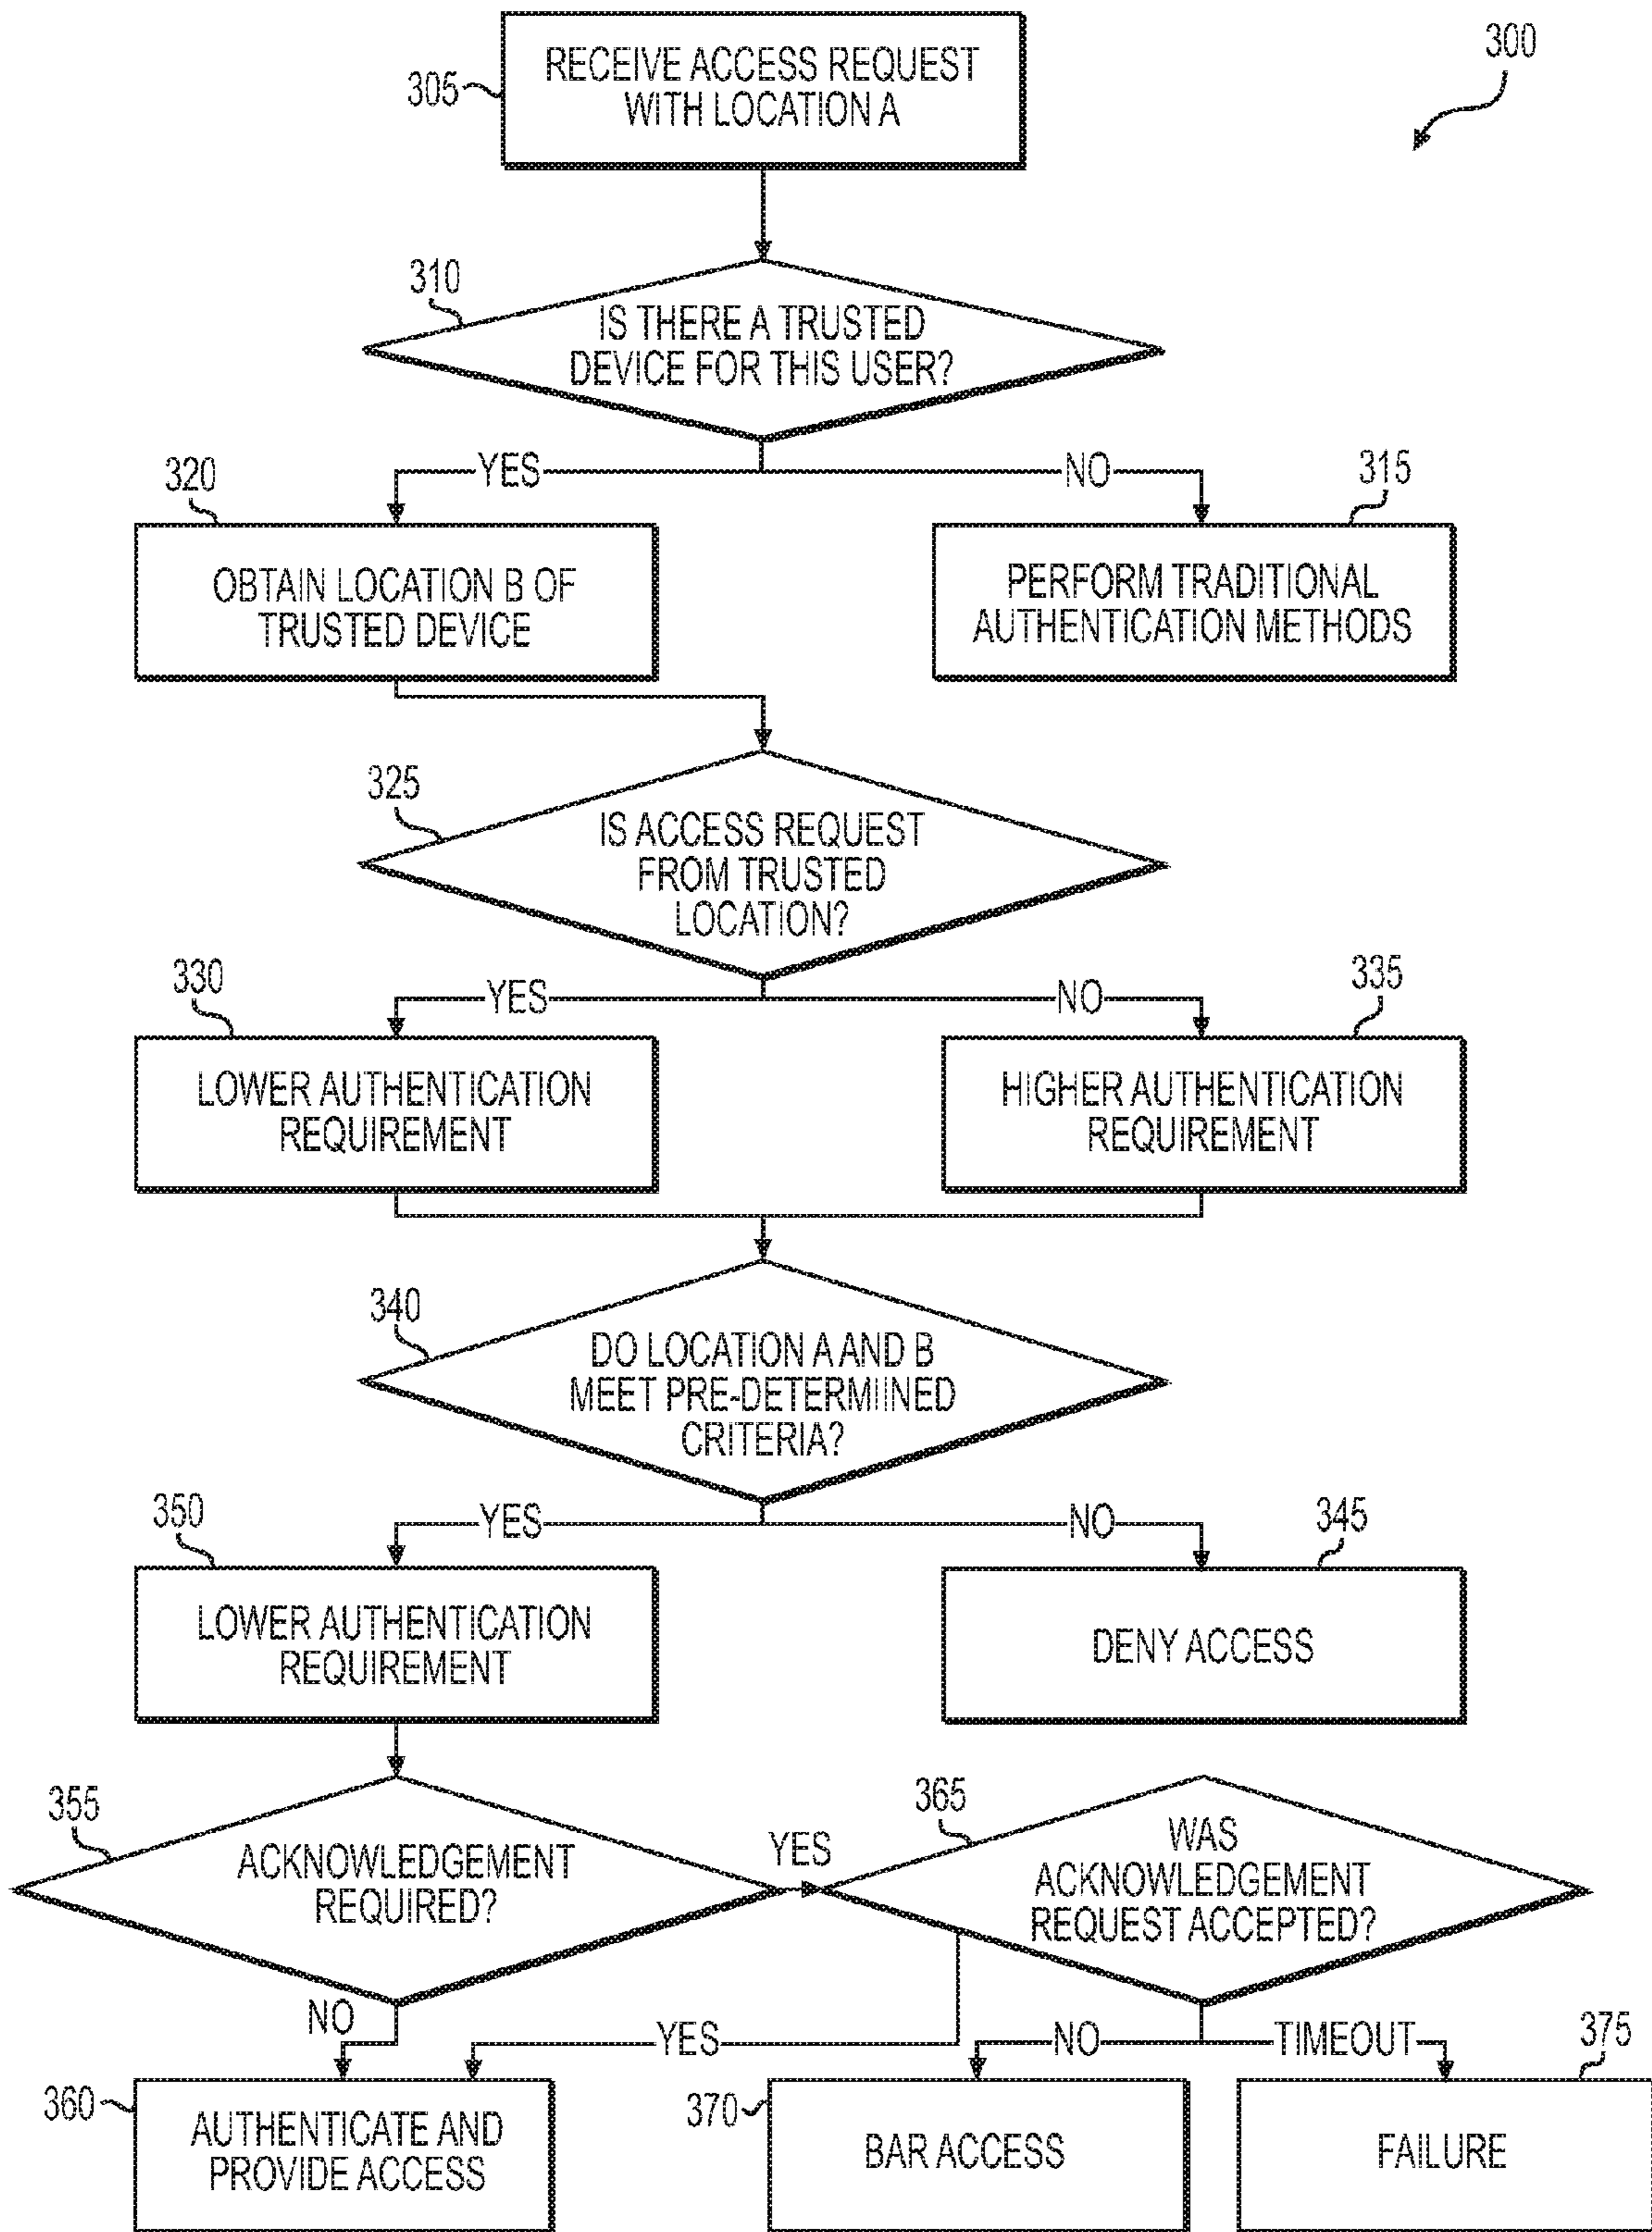 300
305
RECEIVE ACCESS REQUEST
WITH LOCATION A
310
IS THERE A TRUSTED
DEVICE FOR THIS USER?
YES
NO
320
315
OBTAIN LOCATION B OF
TRUSTED DEVICE
PERFORM TRADITIONAL
AUTHENTICATION METHODS
325
IS ACCESS REQUEST
FROM TRUSTED
LOCATION?
YES
NO
330
335
LOWER AUTHENTICATION
REQUIREMENT
HIGHER AUTHENTICATION
REQUIREMENT
340
DO LOCATION A AND B
MEET PRE-DETERMINED
CRITERIA?
YES
NO
350
345
LOWER AUTHENTICATION
REQUIREMENT
DENY ACCESS
355
ACKNOWLEDGEMENT
REQUIRED?
YES
365
WAS
ACKNOWLEDGEMENT
REQUEST ACCEPTED?
NO
YES
NO
TIMEOUT
375
360
AUTHENTICATE AND
PROVIDE ACCESS
370
BAR ACCESS
FAILURE